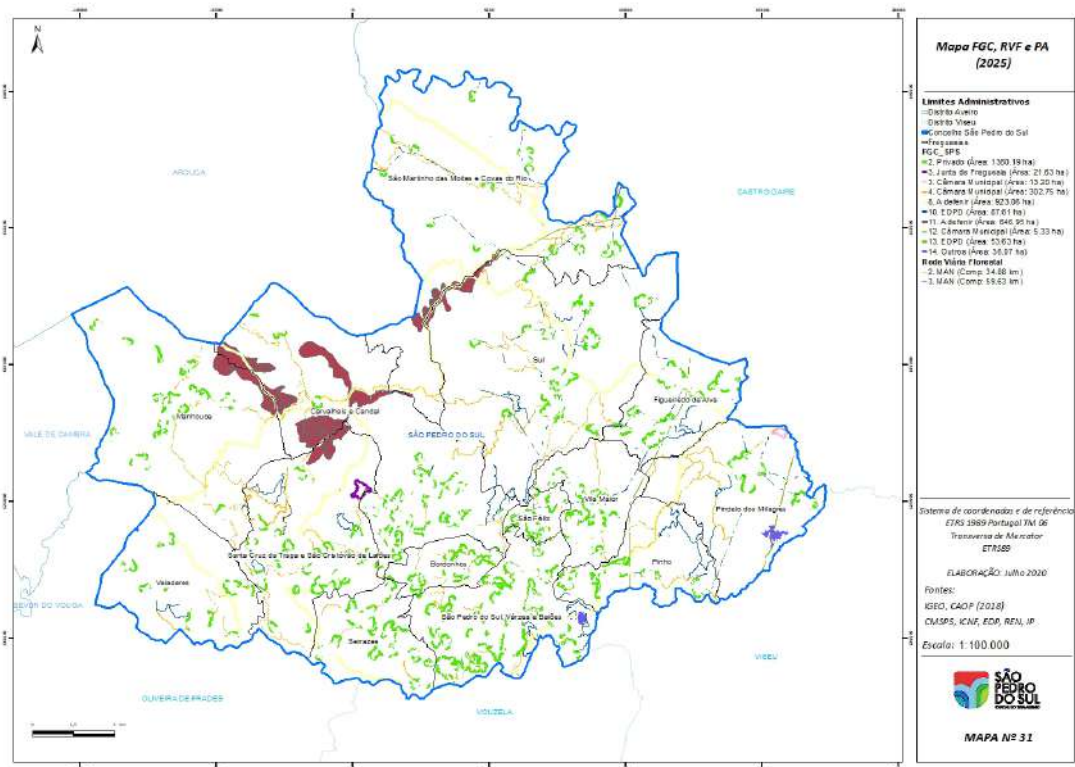 Mapa FGC, RVF e PA
(2025)
Limites Administrativos
Distrito Aveiro
Distrito Viseu
Concelho São Pedro do Sul
Freguesias
FGC_SPS
2. Privado (Área: 1360.19 ha)
3. Junta de Freguesia (Área: 21.63 ha)
3. Câmara Municipal (Área: 13.20 ha)
4. Câmara Municipal (Área: 302.75 ha)
8. A definir (Área: 923.06 ha)
10. EDPD (Área: 87.61 ha)
11. A definir (Área: 646.95 ha)
12. Câmara Municipal (Área: 5.33 ha)
13. EDPD (Área: 53.63 ha)
14. Outros (Área: 36.07 ha)
Rede Viária Florestal
2. MAN (Comp: 34.88 km)
3. MAN (Comp: 59.63 km)
Sistema de coordenadas e de referência
ETRS 1989 Portugal TM 06
Transversa de Mercator
ETRS89
ELABORAÇÃO: Julho 2020
Fontes:
IGEO, CAOP (2018)
CMSPS, ICNF, EDP, REN, IP
Escala: 1:100.000
SÃO
PEDRO
DO SUL
MAPA Nº 31
N
AROUCA
São Martinho das Moitas e Covas do Rio
CASTRO DAIRE
Sul
Figueiredo de Alva
Manhouce
Carvalhais e Candal
VALE DE CAMBRA
SÃO PEDRO DO SUL
Vila Maior
Pindelo dos Milagres
São Félix
Santa Cruz da Trapa e São Cristóvão de Lafões
Bordonhos
Pinho
Valadares
SEVER DO VOUGA
São Pedro do Sul, Várzea e Baiões
Serrazes
VISEU
OLIVEIRA DE FRADES
VOUZELA